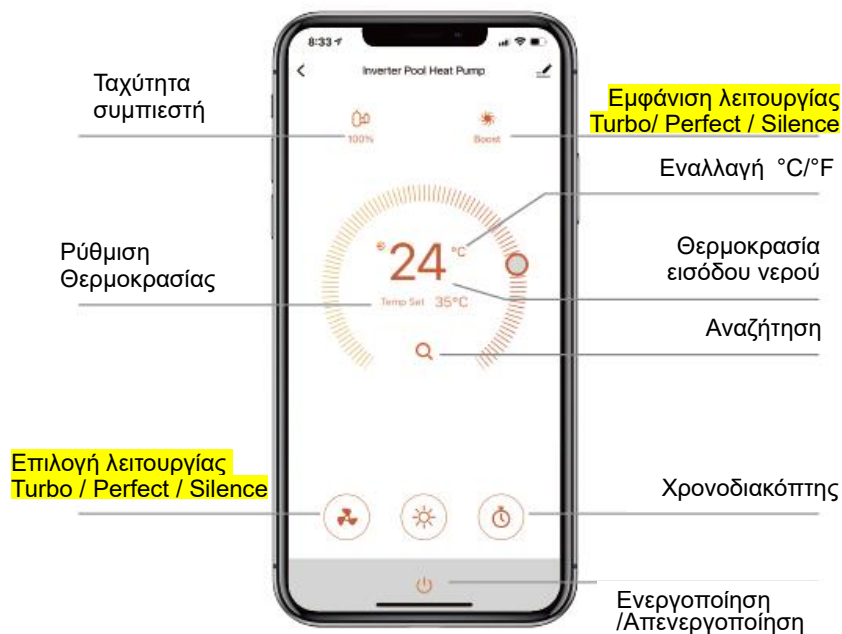 8:33
Inverter Pool Heat Pump
Ταχύτητα
συμπιεστή
100%
Boost
Εμφάνιση λειτουργίας
Turbo/ Perfect / Silence
Εναλλαγή °C/°F
24 °C
Ρύθμιση
Θερμοκρασίας
Θερμοκρασία
εισόδου νερού
Temp Set 35°C
Αναζήτηση
Επιλογή λειτουργίας
Turbo / Perfect / Silence
Χρονοδιακόπτης
Ενεργοποίηση
/Απενεργοποίηση